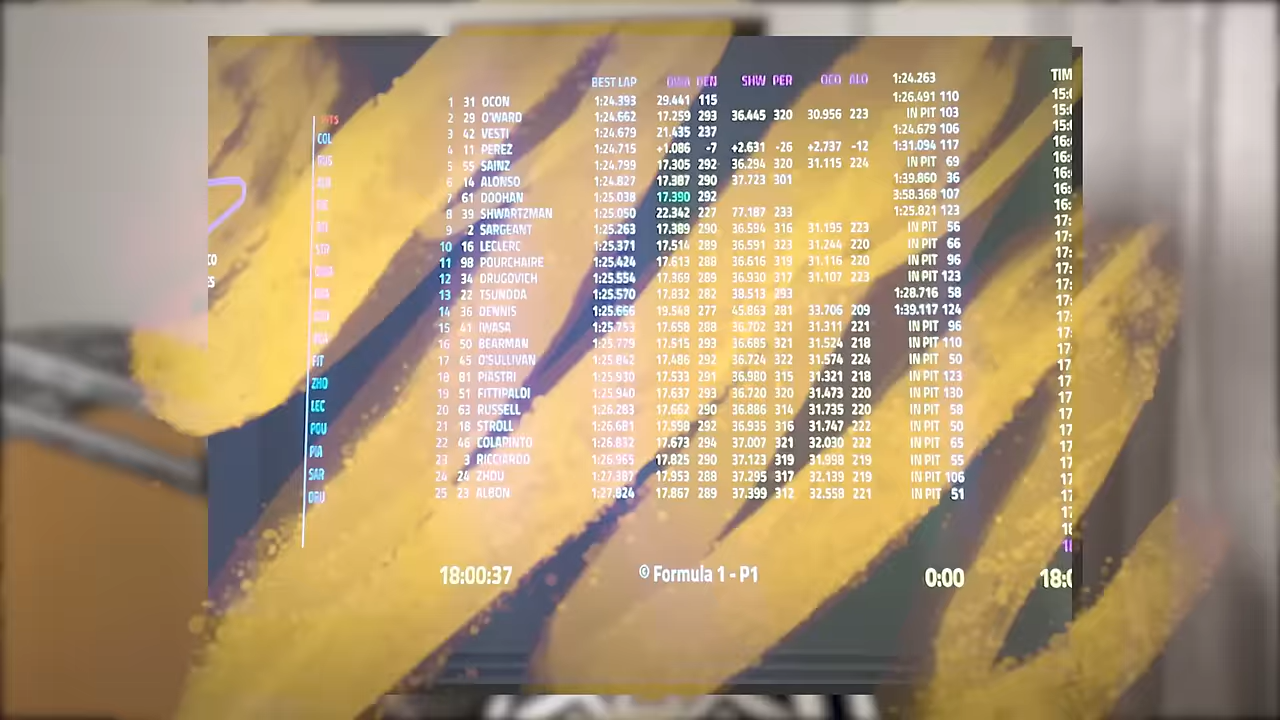 BEST LAP OWA DEN SHW PER OCO ALO 1:24.263 TIM
1 31 OCON 1:24.393 29.441 115 1:26.491 110
2 29 O'WARD 1:24.662 17.259 293 36.445 320 30.956 223 IN PIT 103
3 42 VESTI 1:24.679 21.435 237 1:24.679 106
4 11 PEREZ 1:24.715 +1.086 -7 +2.631 -26 +2.737 -12 1:31.094 117
5 55 SAINZ 1:24.799 17.305 292 36.294 320 31.115 224 IN PIT 69
6 14 ALONSO 1:24.827 17.387 290 37.723 301 1:39.860 36
7 61 DOOHAN 1:25.038 17.390 292 3:58.368 107
8 39 SHWARTZMAN 1:25.050 22.342 227 77.187 233 1:25.821 123
9 2 SARGEANT 1:25.263 17.389 290 36.594 316 31.195 223 IN PIT 56
10 16 LECLERC 1:25.371 17.514 289 36.591 323 31.244 220 IN PIT 66
11 98 POURCHAIRE 1:25.424 17.613 288 36.616 319 31.116 220 IN PIT 96
12 34 DRUGOVICH 1:25.554 17.369 289 36.930 317 31.107 223 IN PIT 123
13 22 TSUNODA 1:25.570 17.832 282 38.513 293 1:28.716 58
14 36 DENNIS 1:25.666 19.548 277 45.863 281 33.706 209 1:39.117 124
15 41 IWASA 1:25.753 17.658 288 36.702 321 31.311 221 IN PIT 96
16 50 BEARMAN 1:25.779 17.515 293 36.685 321 31.524 218 IN PIT 110
17 45 O'SULLIVAN 1:25.842 17.486 292 36.724 322 31.574 224 IN PIT 50
18 81 PIASTRI 1:25.930 17.533 291 36.980 315 31.321 218 IN PIT 123
19 51 FITTIPALDI 1:25.940 17.637 293 36.720 320 31.473 220 IN PIT 130
20 63 RUSSELL 1:26.283 17.662 290 36.886 314 31.735 220 IN PIT 58
21 18 STROLL 1:26.681 17.598 292 36.935 316 31.747 222 IN PIT 50
22 46 COLAPINTO 1:26.832 17.673 294 37.007 321 32.030 222 IN PIT 65
23 3 RICCIARDO 1:26.965 17.825 290 37.123 319 31.998 219 IN PIT 55
24 24 ZHOU 1:27.387 17.953 288 37.295 317 32.139 219 IN PIT 106
25 23 ALBON 1:27.824 17.867 289 37.399 312 32.558 221 IN PIT 51
COL
RUS
STR
FIT
ZHO
LEC
POU
PIA
SAR
DRU
18:00:37 © Formula 1 - P1 0:00 18:0